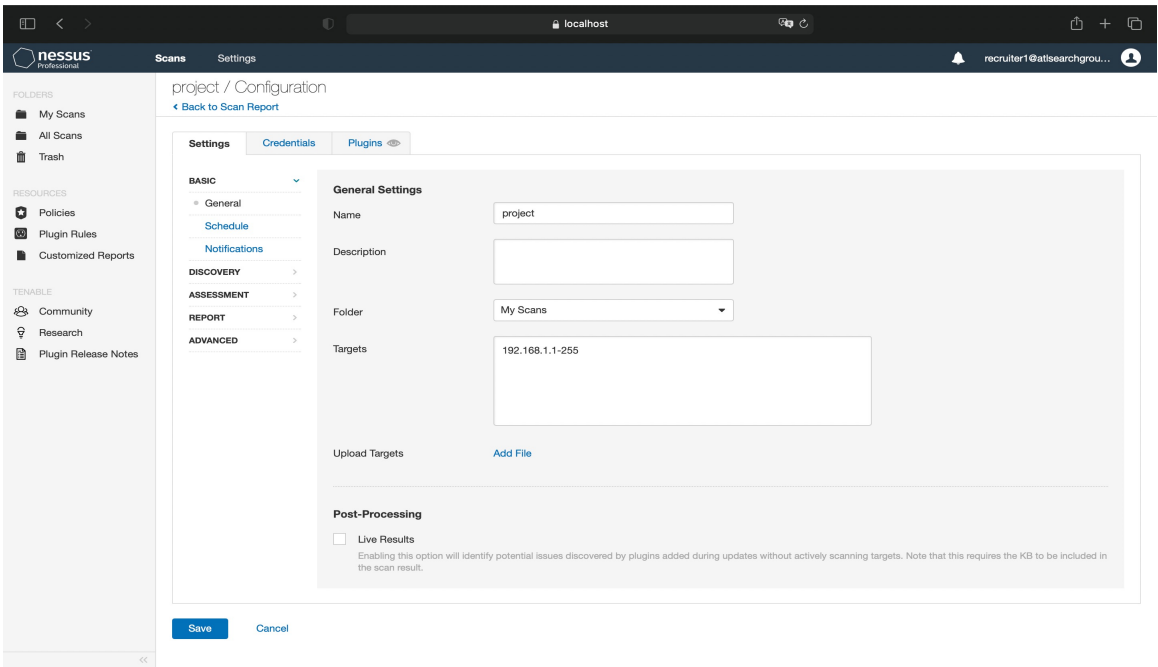 localhost
nessus
Professional
Scans
Settings
recruiter1@atlsearchgrou...
FOLDERS
My Scans
All Scans
Trash
RESOURCES
Policies
Plugin Rules
Customized Reports
TENABLE
Community
Research
Plugin Release Notes
project / Configuration
< Back to Scan Report
Settings
Credentials
Plugins
BASIC
General
Schedule
Notifications
DISCOVERY
ASSESSMENT
REPORT
ADVANCED
General Settings
Name
project
Description
Folder
My Scans
Targets
192.168.1.1-255
Upload Targets
Add File
Post-Processing
Live Results
Enabling this option will identify potential issues discovered by plugins added during updates without actively scanning targets. Note that this requires the KB to be included in
the scan result.
Save
Cancel